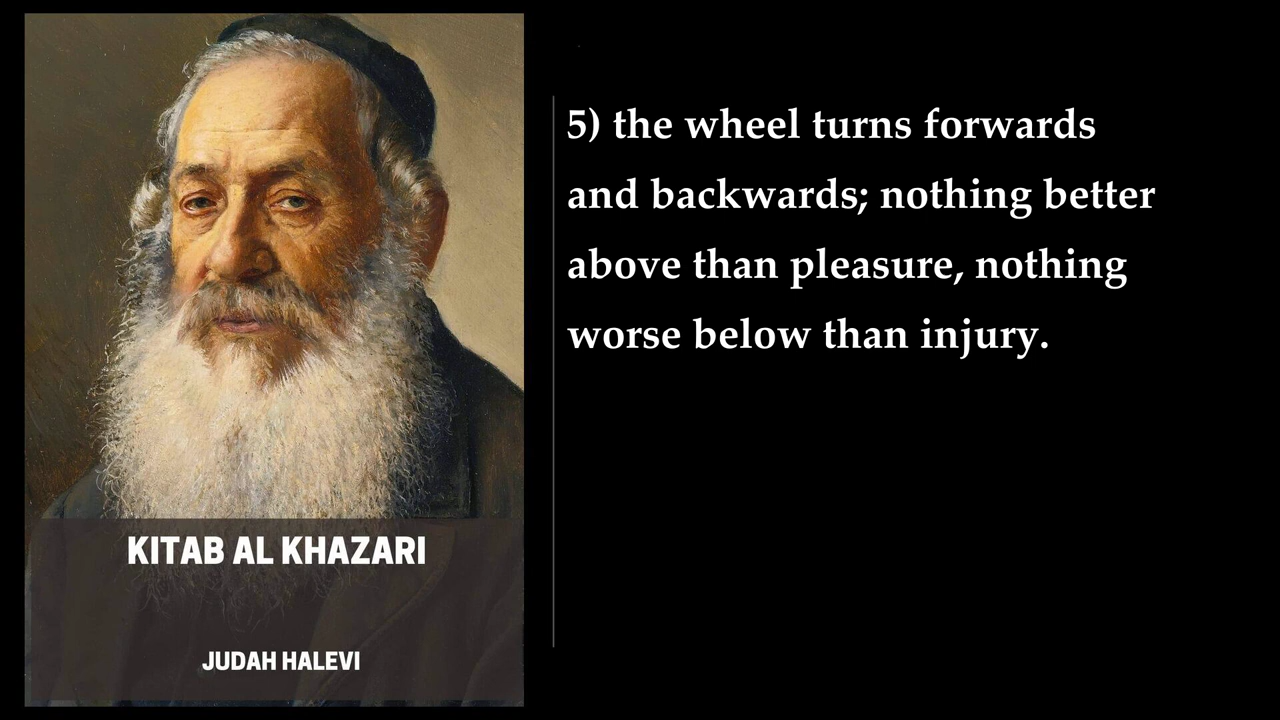 KITAB AL KHAZARI
JUDAH HALEVI
5) the wheel turns forwards
and backwards; nothing better
above than pleasure, nothing
worse below than injury.